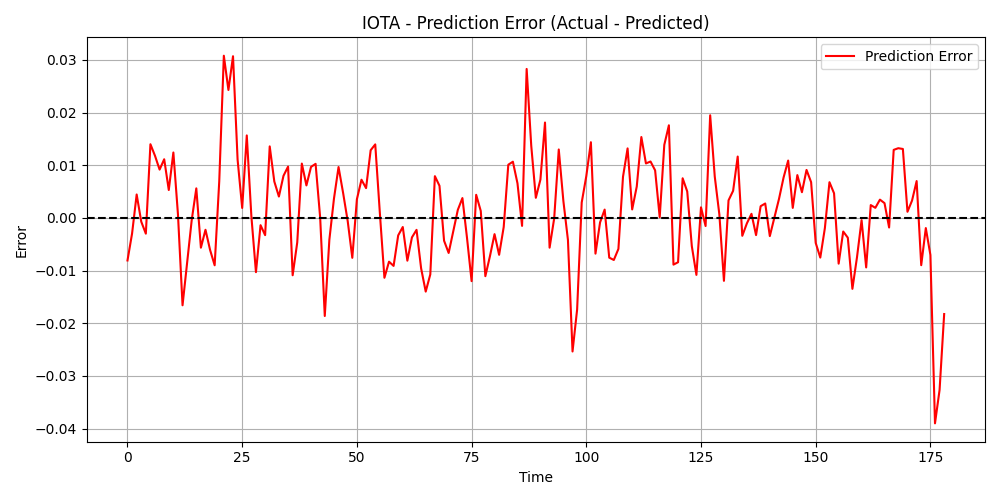 IOTA - Prediction Error (Actual - Predicted)
Prediction Error
0.03
0.02
0.01
0.00
−0.01
−0.02
−0.03
−0.04
Error
0 25 50 75 100 125 150 175
Time